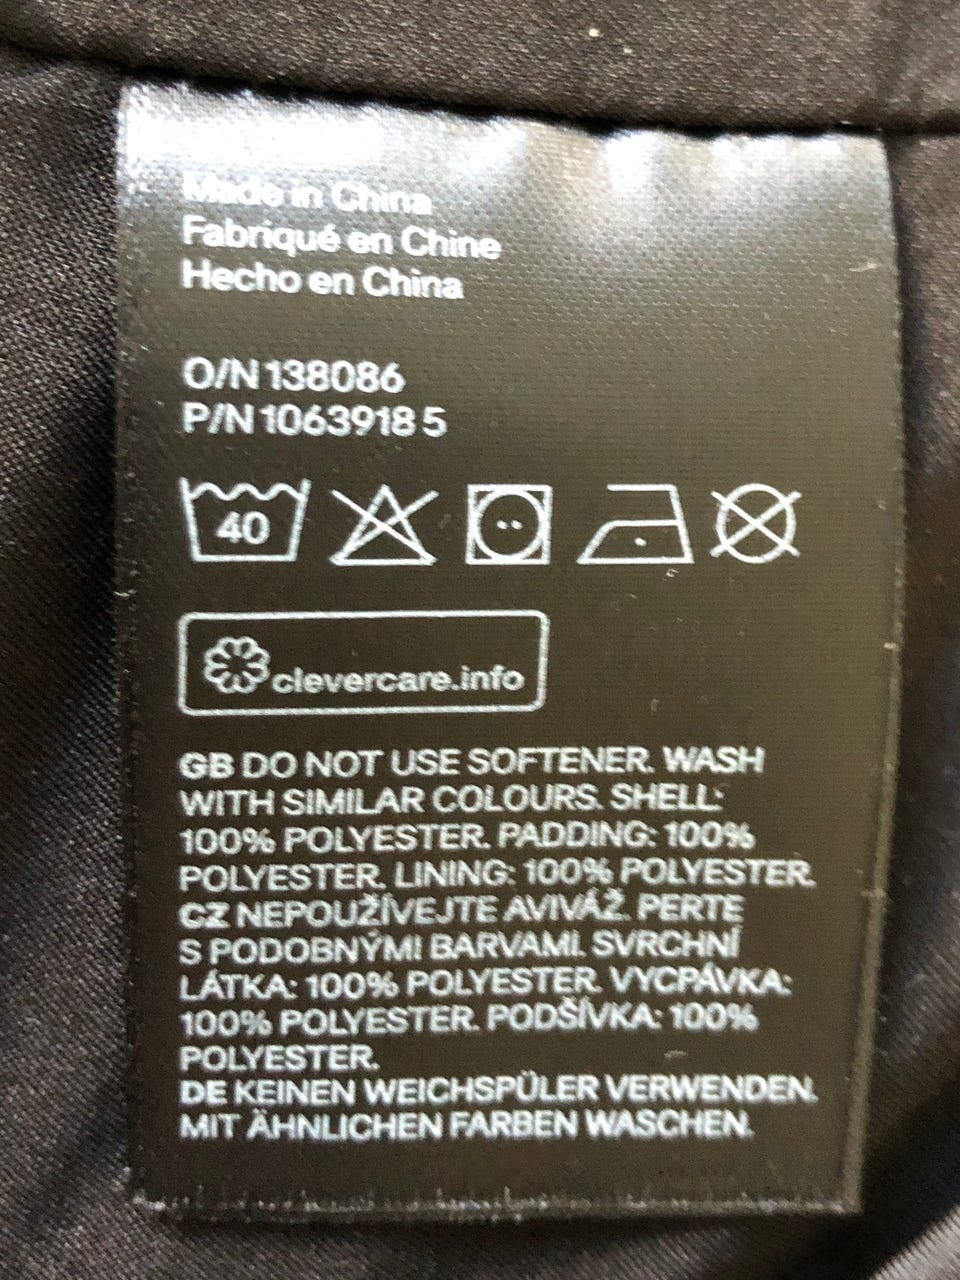 Made in China
Fabriqué en Chine
Hecho en China
O/N 138086
P/N 10639185
40
clevercare.info
GB DO NOT USE SOFTENER. WASH
WITH SIMILAR COLOURS. SHELL:
100% POLYESTER. PADDING: 100%
POLYESTER. LINING: 100% POLYESTER.
CZ NEPOUŽÍVEJTE AVIVÁŽ. PERTE
S PODOBNÝMI BARVAMI. SVRCHNÍ
LÁTKA: 100% POLYESTER. VYCPÁVKA:
100% POLYESTER. PODŠÍVKA: 100%
POLYESTER.
DE KEINEN WEICHSPÜLER VERWENDEN.
MIT ÄHNLICHEN FARBEN WASCHEN.